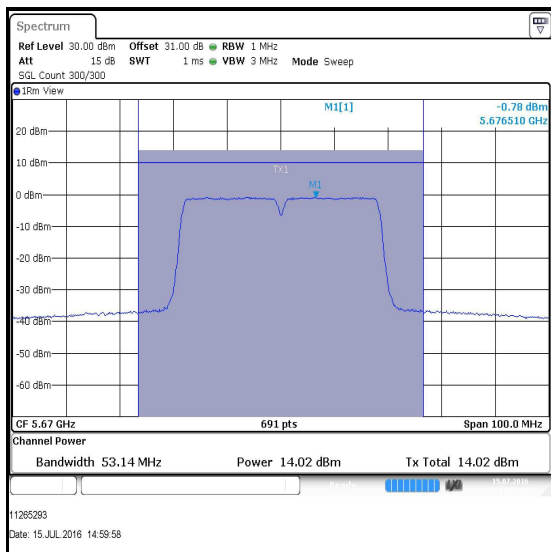 Spectrum
Ref Level 30.00 dBm Offset 31.00 dB RBW 1 MHz
Att 15 dB SWT 1 ms VBW 3 MHz Mode Sweep
SGL Count 300/300
1Rm View
M1[1] -0.78 dBm
5.676510 GHz
20 dBm
10 dBm
TX1
M1
0 dBm
-10 dBm
-20 dBm
-30 dBm
-40 dBm
-50 dBm
-60 dBm
CF 5.67 GHz 691 pts Span 100.0 MHz
Channel Power
Bandwidth 53.14 MHz Power 14.02 dBm Tx Total 14.02 dBm
15.07.2016
11265293
Date: 15.JUL.2016 14:59:58